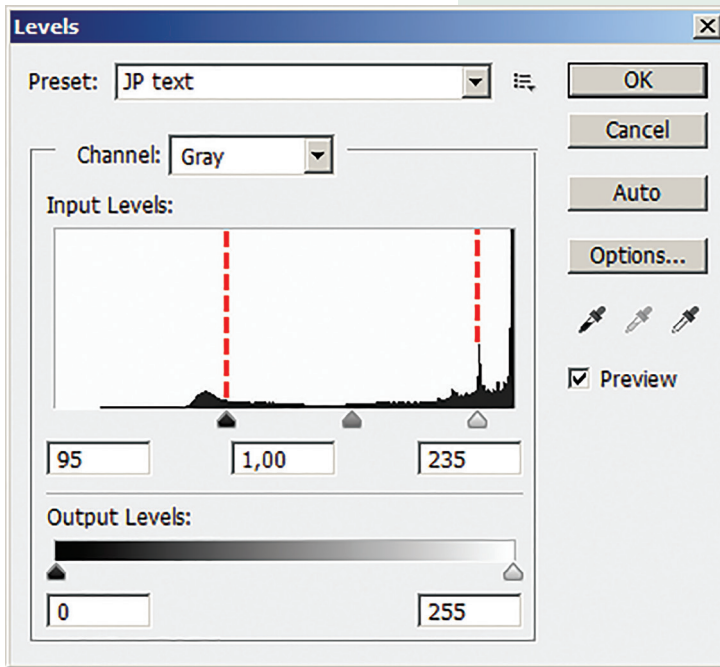 Levels
Preset: JP text
OK
Cancel
Channel: Gray
Auto
Input Levels:
Options...
Preview
95 1,00 235
Output Levels:
0 255